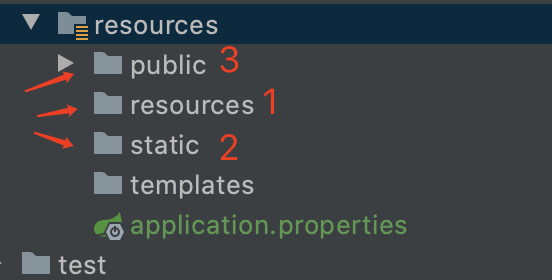 resources
public 3
resources 1
static 2
templates
application.properties
test